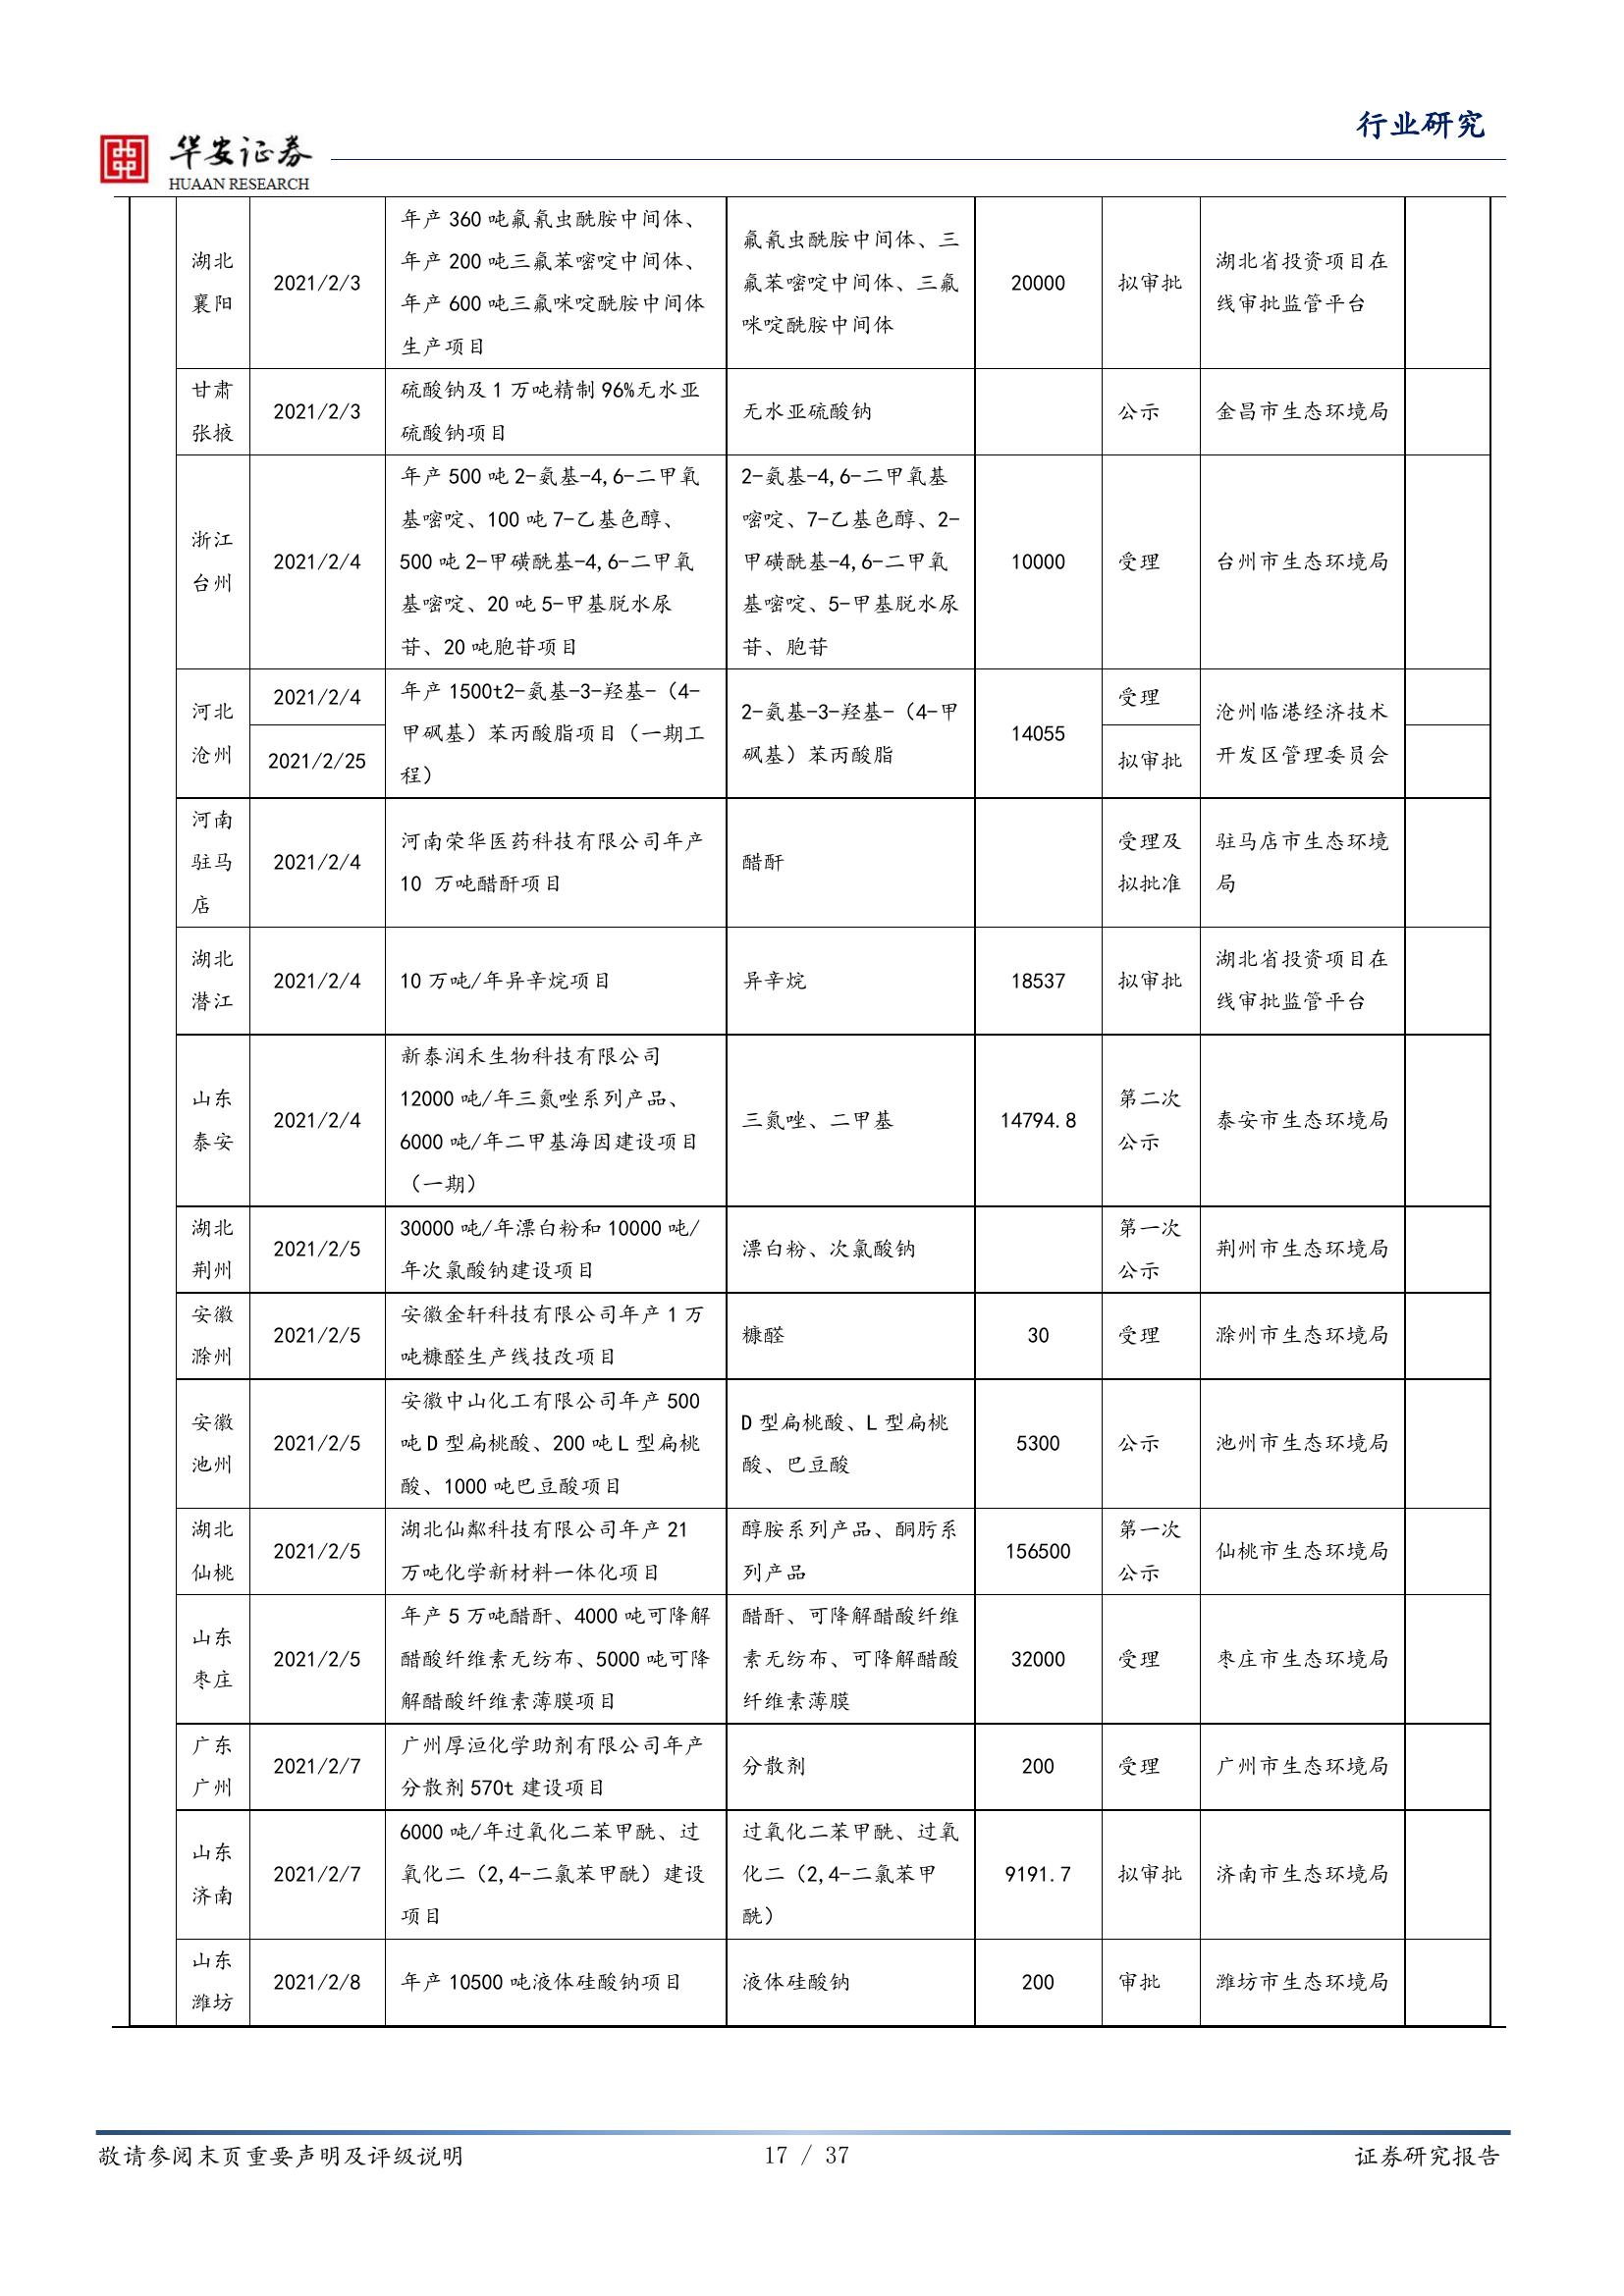 行业研究
华安证券
HUAAN RESEARCH
湖北
襄阳
2021/2/3
年产 360 吨氟氰虫酰胺中间体、
年产 200 吨三氟苯嘧啶中间体、
年产 600 吨三氟咪啶酰胺中间体
生产项目
氟氰虫酰胺中间体、三
氟苯嘧啶中间体、三氟
咪啶酰胺中间体
20000
拟审批
湖北省投资项目在
线审批监管平台
甘肃
张掖
2021/2/3
硫酸钠及 1 万吨精制 96%无水亚
硫酸钠项目
无水亚硫酸钠
公示
金昌市生态环境局
浙江
台州
2021/2/4
年产 500 吨 2-氨基-4,6-二甲氧
基嘧啶、100 吨 7-乙基色醇、
500 吨 2-甲磺酰基-4,6-二甲氧
基嘧啶、20 吨 5-甲基脱水尿
苷、20 吨胞苷项目
2-氨基-4,6-二甲氧基
嘧啶、7-乙基色醇、2-
甲磺酰基-4,6-二甲氧
基嘧啶、5-甲基脱水尿
苷、胞苷
10000
受理
台州市生态环境局
河北
沧州
2021/2/4
2021/2/25
年产 1500t2-氨基-3-羟基-（4-
甲砜基）苯丙酸脂项目（一期工
程）
2-氨基-3-羟基-（4-甲
砜基）苯丙酸脂
14055
受理
拟审批
沧州临港经济技术
开发区管理委员会
河南
驻马
店
2021/2/4
河南荣华医药科技有限公司年产
10 万吨醋酐项目
醋酐
受理及
拟批准
驻马店市生态环境
局
湖北
潜江
2021/2/4
10 万吨/年异辛烷项目
异辛烷
18537
拟审批
湖北省投资项目在
线审批监管平台
山东
泰安
2021/2/4
新泰润禾生物科技有限公司
12000 吨/年三氮唑系列产品、
6000 吨/年二甲基海因建设项目
（一期）
三氮唑、二甲基
14794.8
第二次
公示
泰安市生态环境局
湖北
荆州
2021/2/5
30000 吨/年漂白粉和 10000 吨/
年次氯酸钠建设项目
漂白粉、次氯酸钠
第一次
公示
荆州市生态环境局
安徽
滁州
2021/2/5
安徽金轩科技有限公司年产 1 万
吨糠醛生产线技改项目
糠醛
30
受理
滁州市生态环境局
安徽
池州
2021/2/5
安徽中山化工有限公司年产 500
吨 D 型扁桃酸、200 吨 L 型扁桃
酸、1000 吨巴豆酸项目
D 型扁桃酸、L 型扁桃
酸、巴豆酸
5300
公示
池州市生态环境局
湖北
仙桃
2021/2/5
湖北仙粼科技有限公司年产 21
万吨化学新材料一体化项目
醇胺系列产品、酮肟系
列产品
156500
第一次
公示
仙桃市生态环境局
山东
枣庄
2021/2/5
年产 5 万吨醋酐、4000 吨可降解
醋酸纤维素无纺布、5000 吨可降
解醋酸纤维素薄膜项目
醋酐、可降解醋酸纤维
素无纺布、可降解醋酸
纤维素薄膜
32000
受理
枣庄市生态环境局
广东
广州
2021/2/7
广州厚洹化学助剂有限公司年产
分散剂 570t 建设项目
分散剂
200
受理
广州市生态环境局
山东
济南
2021/2/7
6000 吨/年过氧化二苯甲酰、过
氧化二（2,4-二氯苯甲酰）建设
项目
过氧化二苯甲酰、过氧
化二（2,4-二氯苯甲
酰）
9191.7
拟审批
济南市生态环境局
山东
潍坊
2021/2/8
年产 10500 吨液体硅酸钠项目
液体硅酸钠
200
审批
潍坊市生态环境局
敬请参阅末页重要声明及评级说明
17 / 37
证券研究报告